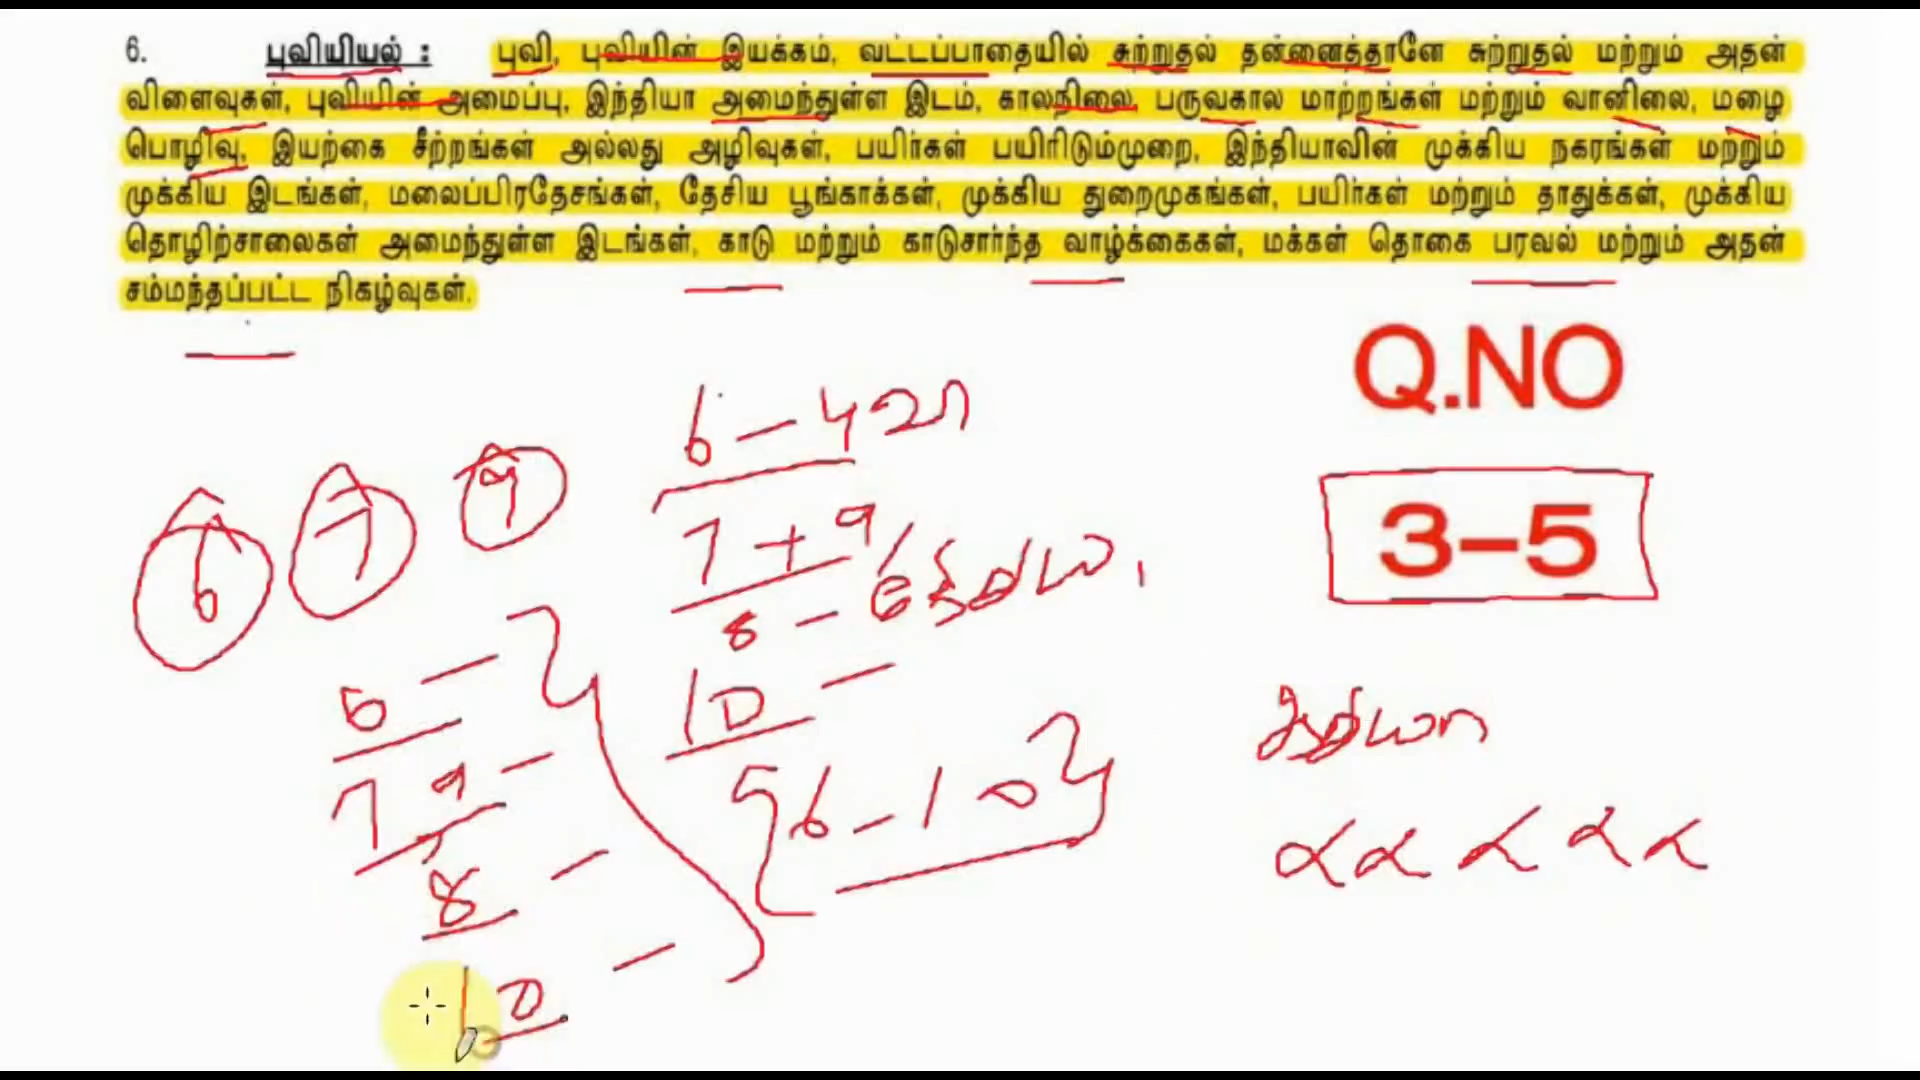 6. புவியியல் : புவி, புவியின் இயக்கம், வட்டப்பாதையில் சுற்றுதல் தன்னைத்தானே சுற்றுதல் மற்றும் அதன்
விளைவுகள், புவியின் அமைப்பு, இந்தியா அமைந்துள்ள இடம், காலநிலை, பருவகால மாற்றங்கள் மற்றும் வானிலை, மழை
பொழிவு, இயற்கை சீற்றங்கள் அல்லது அழிவுகள், பயிர்கள் பயிரிடும்முறை, இந்தியாவின் முக்கிய நகரங்கள் மற்றும்
முக்கிய இடங்கள், மலைப்பிரதேசங்கள், தேசிய பூங்காக்கள், முக்கிய துறைமுகங்கள், பயிர்கள் மற்றும் தாதுக்கள், முக்கிய
தொழிற்சாலைகள் அமைந்துள்ள இடங்கள், காடு மற்றும் காடுசார்ந்த வாழ்க்கைகள், மக்கள் தொகை பரவல் மற்றும் அதன்
சம்மந்தப்பட்ட நிகழ்வுகள்.
Q.NO
3-5
6 7 9
6 - 4
7 + 9
8 -
10 -
6 - 10
6 -
7 9 -
8 -
10 -